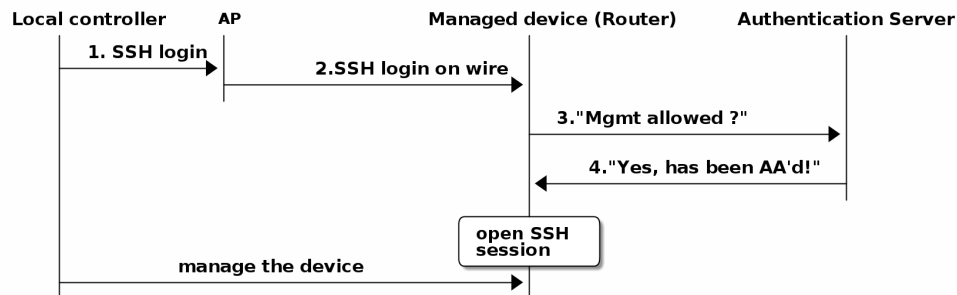 Local controller AP Managed device (Router) Authentication Server
1. SSH login
2.SSH login on wire
3."Mgmt allowed ?"
4."Yes, has been AA'd!"
open SSH
session
manage the device